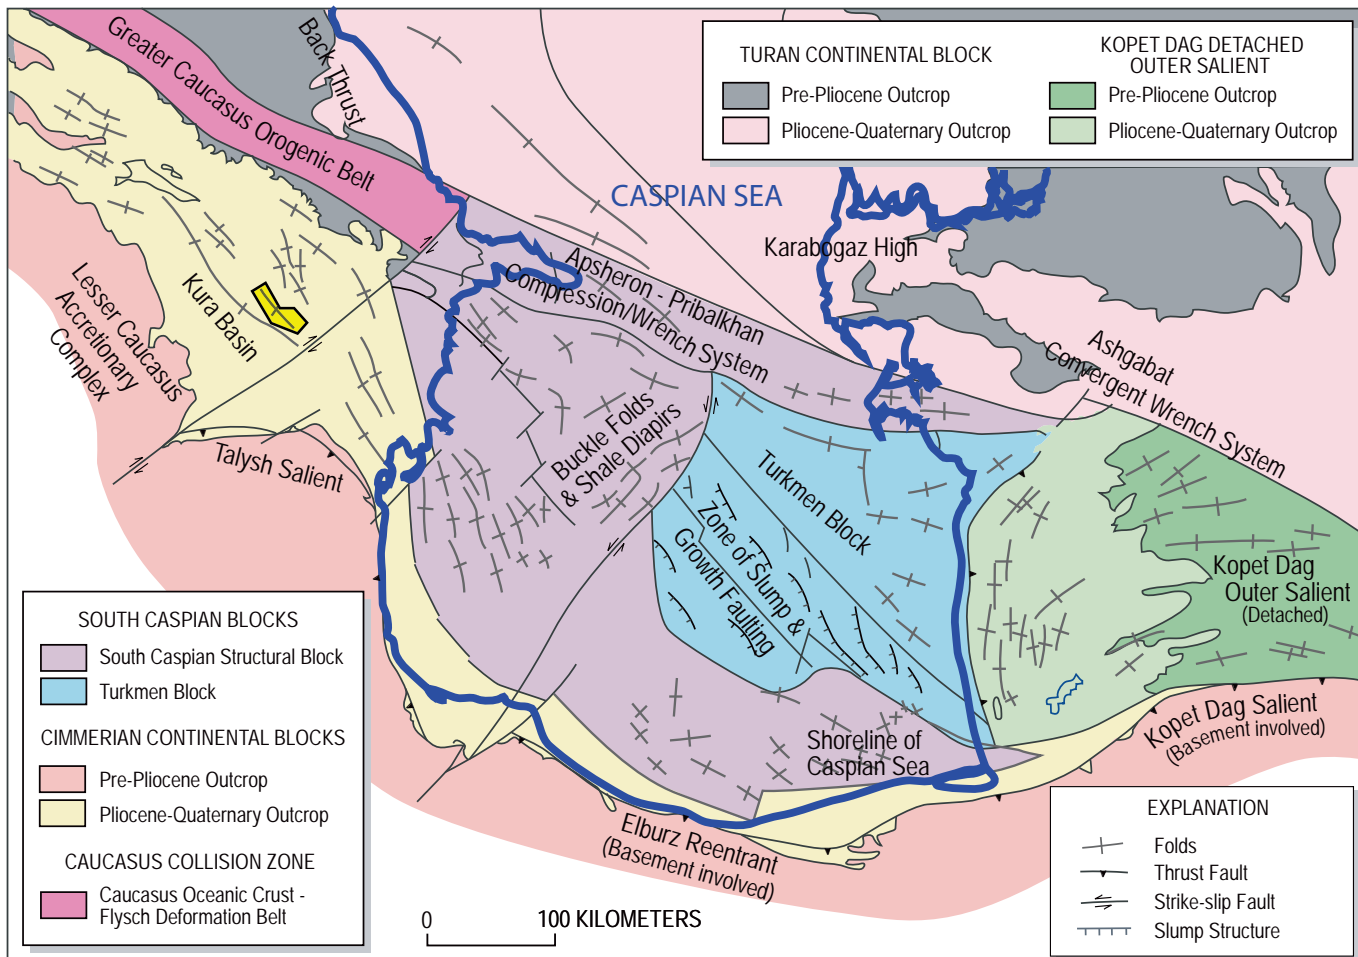 Greater Caucasus Orogenic Belt
Back Thrust
TURAN CONTINENTAL BLOCK
Pre-Pliocene Outcrop
Pliocene-Quaternary Outcrop
KOPET DAG DETACHED
OUTER SALIENT
Pre-Pliocene Outcrop
Pliocene-Quaternary Outcrop
CASPIAN SEA
Karabogaz High
Apsheron - Pribalkhan
Compression/Wrench System
Lesser Caucasus
Accretionary
Complex
Kura Basin
Ashgabat
Convergent Wrench System
Talysh Salient
Buckle Folds
& Shale Diapirs
Turkmen Block
Zone of Slump &
Growth Faulting
Kopet Dag
Outer Salient
(Detached)
Kopet Dag Salient
(Basement involved)
Shoreline of
Caspian Sea
Elburz Reentrant
(Basement involved)
SOUTH CASPIAN BLOCKS
South Caspian Structural Block
Turkmen Block
CIMMERIAN CONTINENTAL BLOCKS
Pre-Pliocene Outcrop
Pliocene-Quaternary Outcrop
CAUCASUS COLLISION ZONE
Caucasus Oceanic Crust -
Flysch Deformation Belt
0
100 KILOMETERS
EXPLANATION
Folds
Thrust Fault
Strike-slip Fault
Slump Structure